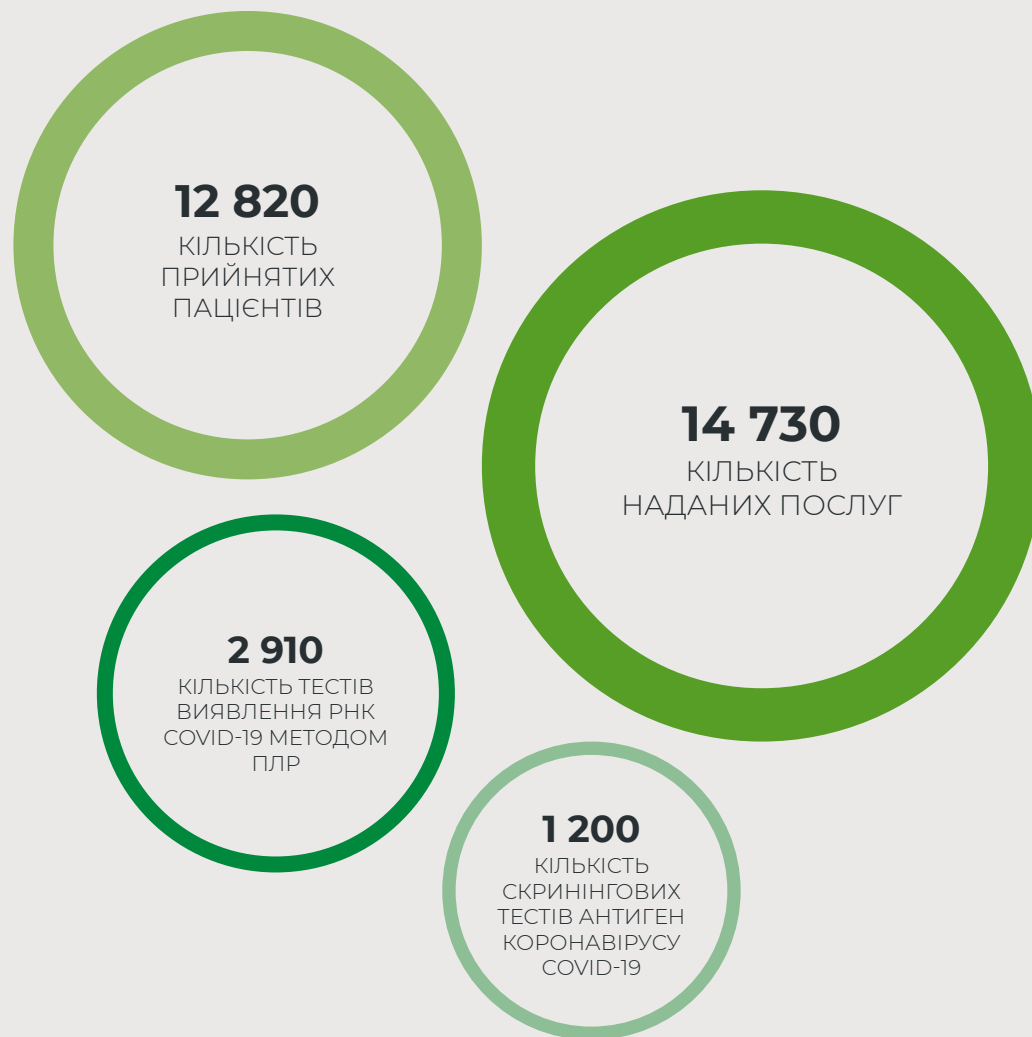 12 820
КІЛЬКІСТЬ
ПРИЙНЯТИХ
ПАЦІЄНТІВ
14 730
КІЛЬКІСТЬ
НАДАНИХ ПОСЛУГ
2 910
КІЛЬКІСТЬ ТЕСТІВ
ВИЯВЛЕННЯ РНК
COVID-19 МЕТОДОМ
ПЛР
1 200
КІЛЬКІСТЬ
СКРИНІНГОВИХ
ТЕСТІВ АНТИГЕН
КОРОНАВІРУСУ
COVID-19